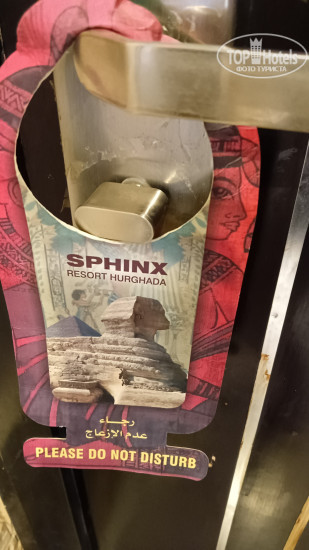 TOP Hotels
ФОТО ТУРИСТА
SPHINX
RESORT HURGHADA
رجاء
عدم الازعاج
PLEASE DO NOT DISTURB